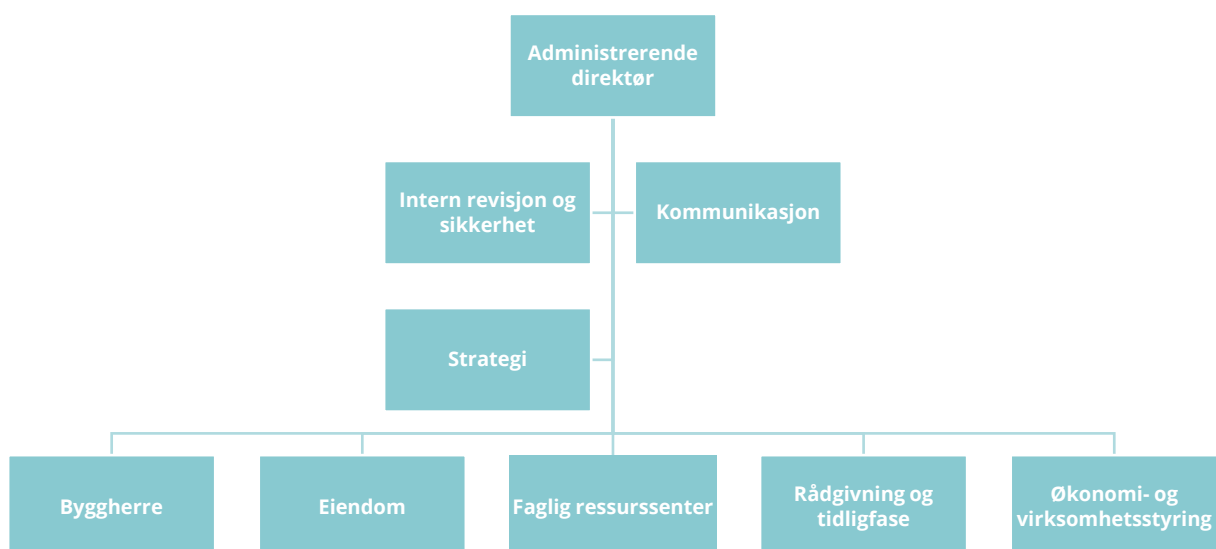 Administrerende
direktør
Intern revisjon og
sikkerhet
Kommunikasjon
Strategi
Byggherre
Eiendom
Faglig ressurssenter
Rådgivning og
tidligfase
Økonomi- og
virksomhetsstyring